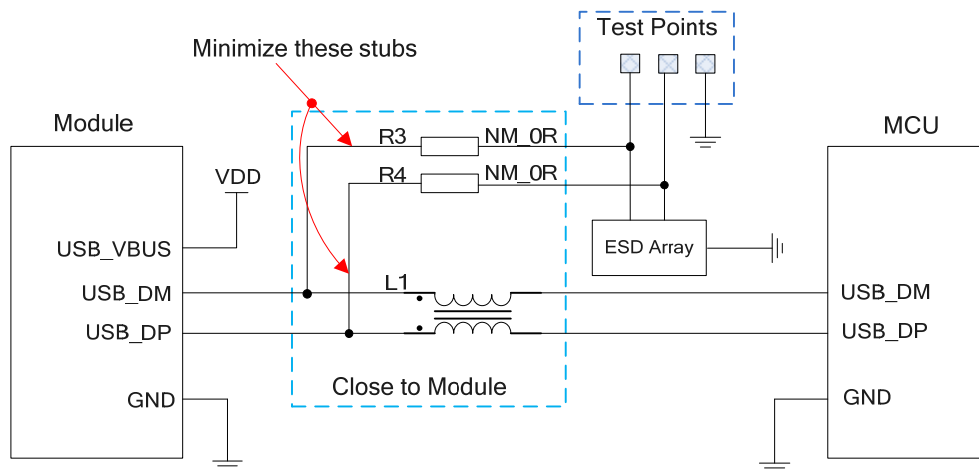 Test Points
Minimize these stubs
Module
MCU
R3 NM_0R
R4 NM_0R
VDD
ESD Array
USB_VBUS
USB_DM
L1
USB_DM
USB_DP
USB_DP
Close to Module
GND
GND